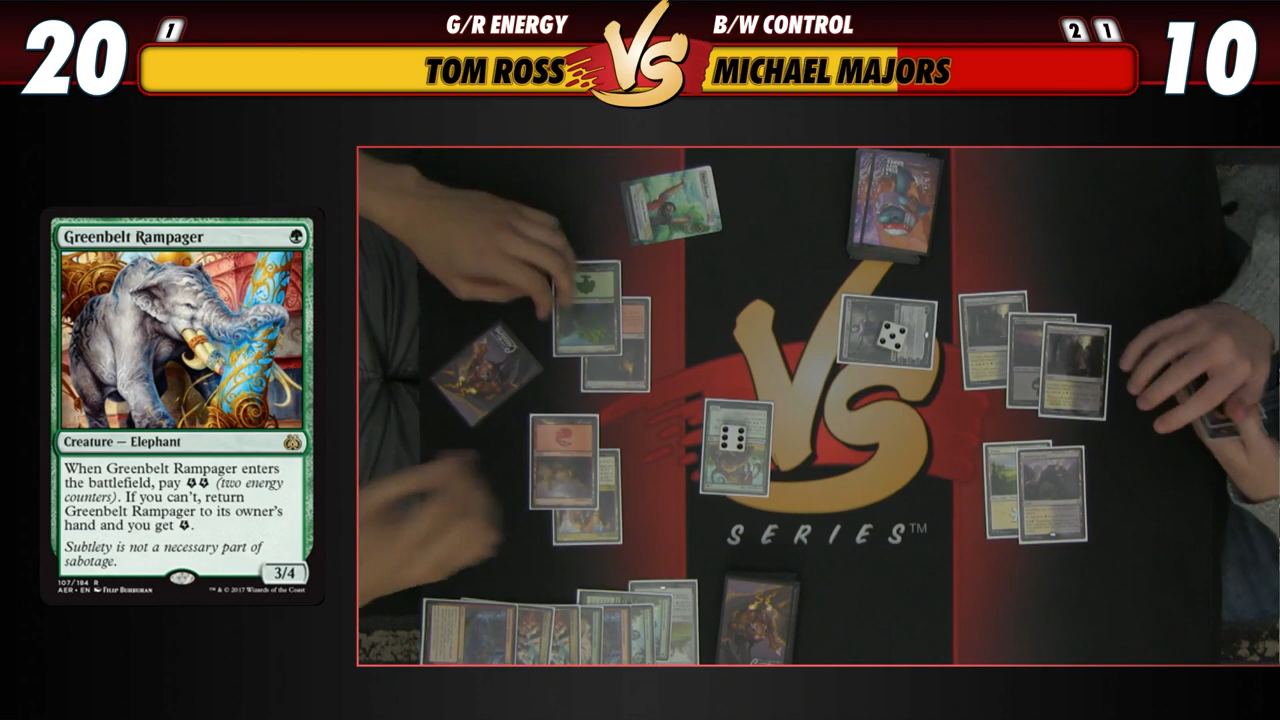 20
1
G/R ENERGY
VS
B/W CONTROL
2 1
10
TOM ROSS
MICHAEL MAJORS
Greenbelt Rampager
Creature — Elephant
When Greenbelt Rampager enters
the battlefield, pay (two energy
counters). If you can't, return
Greenbelt Rampager to its owner's
hand and you get .
Subtlety is not a necessary part of
sabotage.
3/4
107/184 R
AER • EN FILIP BURBURAN
™ & © 2017 Wizards of the Coast
VS
SERIES™